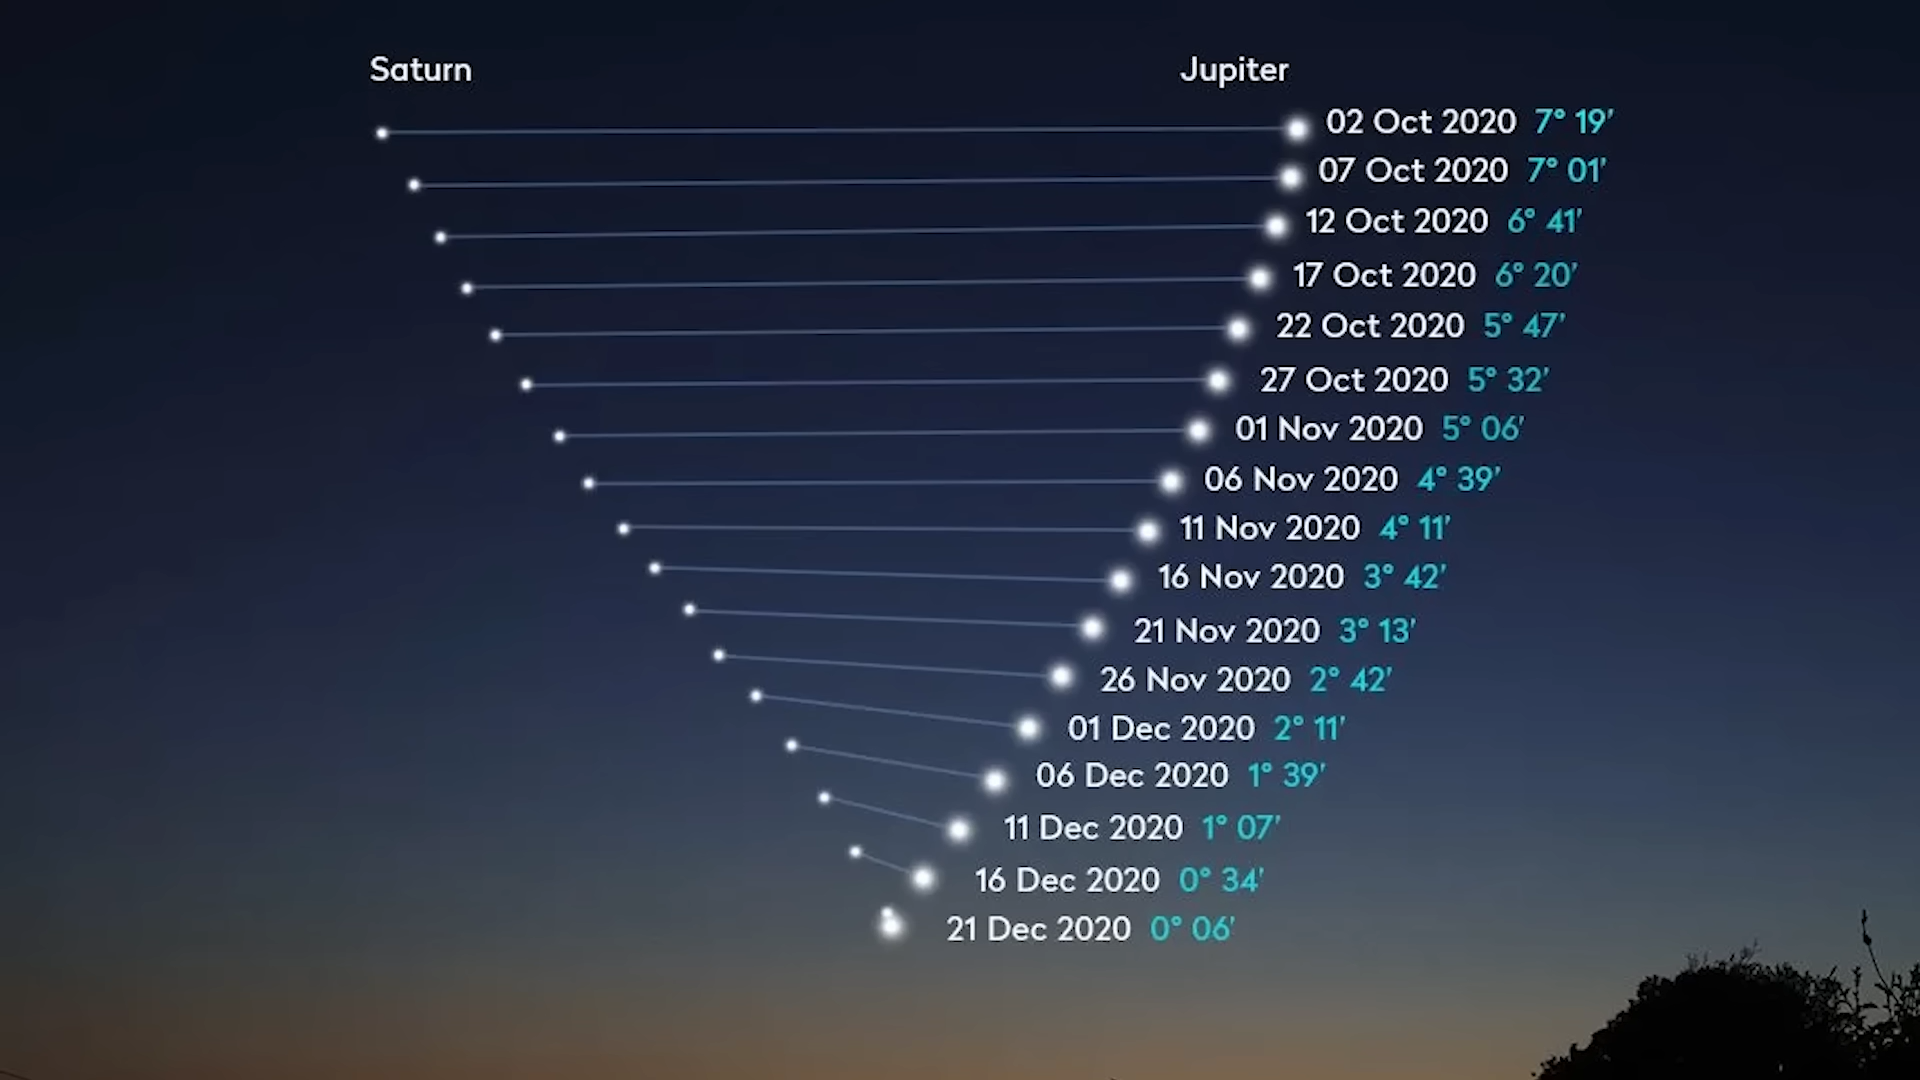 Saturn Jupiter
02 Oct 2020 7° 19′
07 Oct 2020 7° 01′
12 Oct 2020 6° 41′
17 Oct 2020 6° 20′
22 Oct 2020 5° 47′
27 Oct 2020 5° 32′
01 Nov 2020 5° 06′
06 Nov 2020 4° 39′
11 Nov 2020 4° 11′
16 Nov 2020 3° 42′
21 Nov 2020 3° 13′
26 Nov 2020 2° 42′
01 Dec 2020 2° 11′
06 Dec 2020 1° 39′
11 Dec 2020 1° 07′
16 Dec 2020 0° 34′
21 Dec 2020 0° 06′